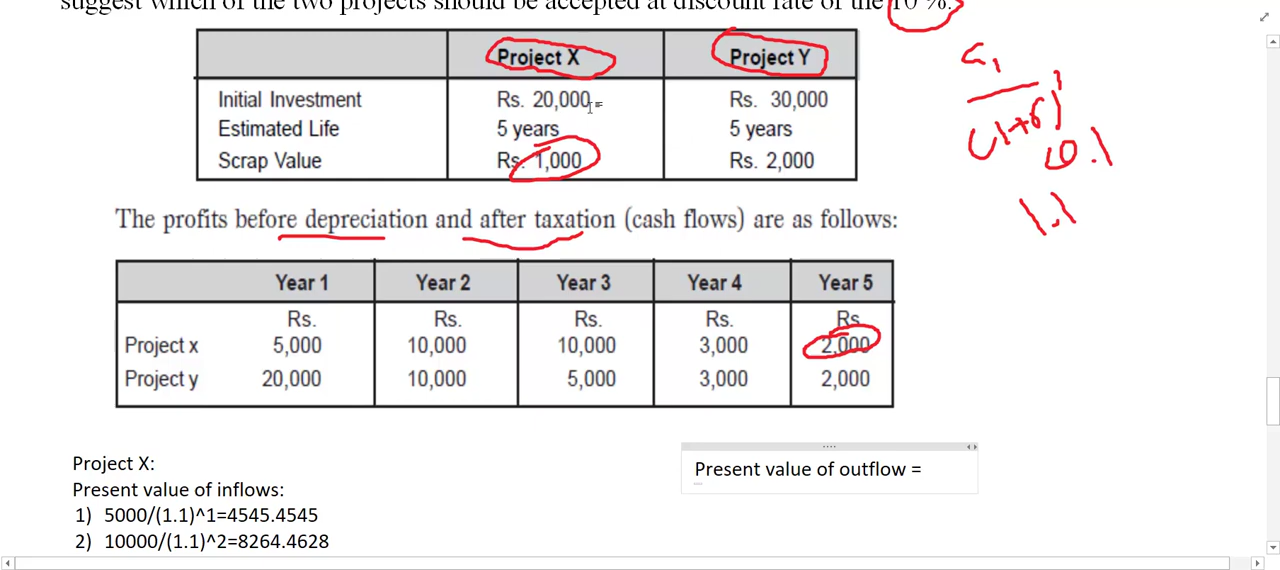 suggest which of the two projects should be accepted at discount rate of the 10 %.
Project X Project Y
Initial Investment Rs. 20,000 Rs. 30,000
Estimated Life 5 years 5 years
Scrap Value Rs. 1,000 Rs. 2,000
The profits before depreciation and after taxation (cash flows) are as follows:
Year 1 Year 2 Year 3 Year 4 Year 5
Rs. Rs. Rs. Rs. Rs.
Project x 5,000 10,000 10,000 3,000 2,000
Project y 20,000 10,000 5,000 3,000 2,000
0.1
1.1
Project X:
Present value of inflows:
1) 5000/(1.1)^1=4545.4545
2) 10000/(1.1)^2=8264.4628
Present value of outflow =